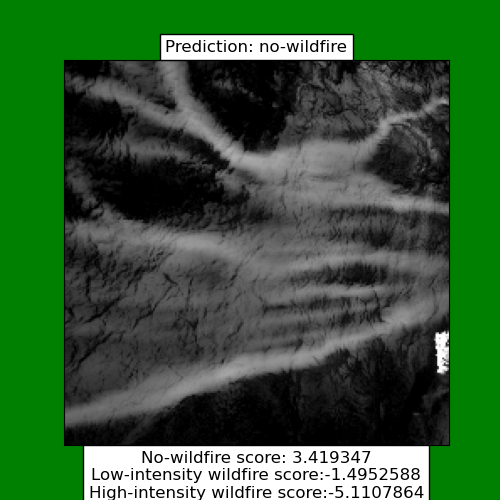 Prediction: no-wildfire
No-wildfire score: 3.419347
Low-intensity wildfire score:-1.4952588
High-intensity wildfire score:-5.1107864